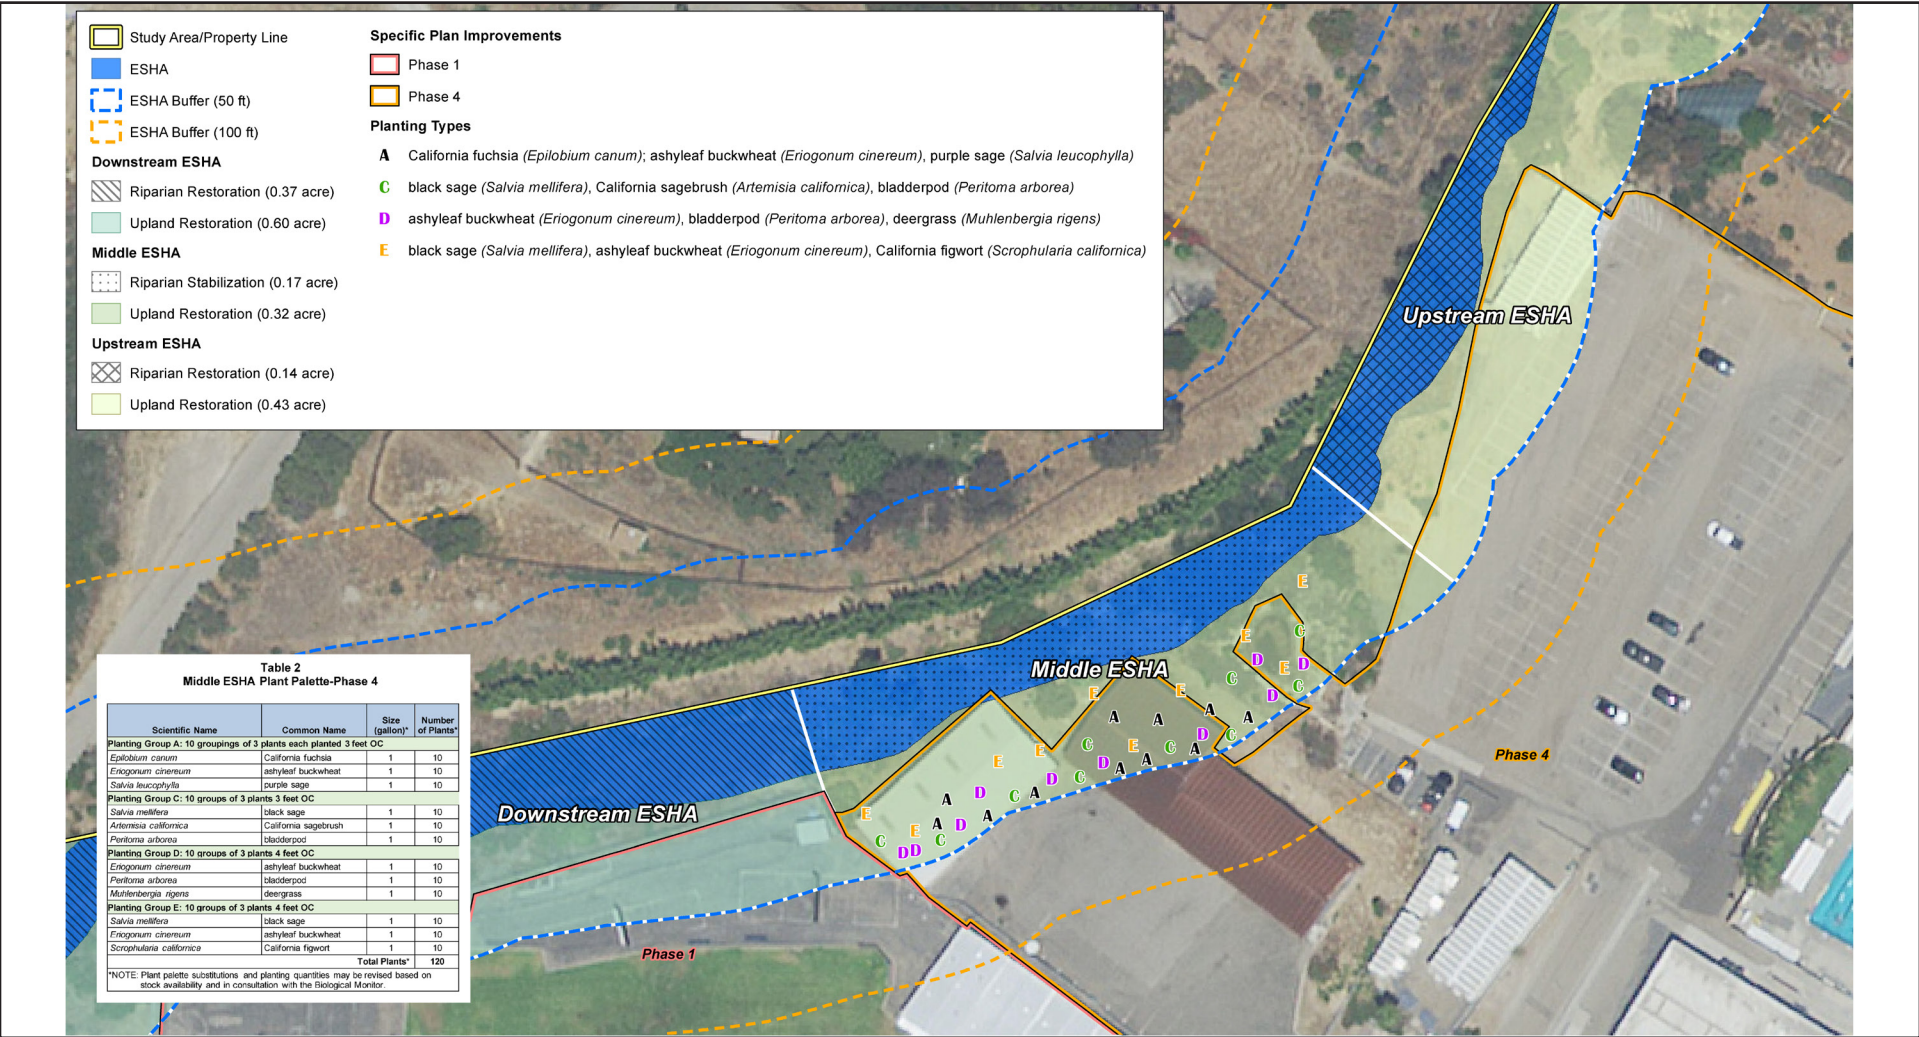 Study Area/Property Line
ESHA
ESHA Buffer (50 ft)
ESHA Buffer (100 ft)
Downstream ESHA
Riparian Restoration (0.37 acre)
Upland Restoration (0.60 acre)
Middle ESHA
Riparian Stabilization (0.17 acre)
Upland Restoration (0.32 acre)
Upstream ESHA
Riparian Restoration (0.14 acre)
Upland Restoration (0.43 acre)
Specific Plan Improvements
Phase 1
Phase 4
Planting Types
A California fuchsia (Epilobium canum); ashyleaf buckwheat (Eriogonum cinereum), purple sage (Salvia leucophylla)
C black sage (Salvia mellifera), California sagebrush (Artemisia californica), bladderpod (Peritoma arborea)
D ashyleaf buckwheat (Eriogonum cinereum), bladderpod (Peritoma arborea), deergrass (Muhlenbergia rigens)
E black sage (Salvia mellifera), ashyleaf buckwheat (Eriogonum cinereum), California figwort (Scrophularia californica)
Upstream ESHA
E
E C
D E D
C C
D
Middle ESHA
E E
A A A A
C E C D C
A
D A A
E E
D C
D C A
A A
E A D
E C C
D D
Downstream ESHA
Phase 4
Phase 1
Table 2
Middle ESHA Plant Palette-Phase 4
Scientific Name Common Name Size (gallon)* Number of Plants*
Planting Group A: 10 groupings of 3 plants each planted 3 feet OC
Epilobium canum California fuchsia 1 10
Eriogonum cinereum ashyleaf buckwheat 1 10
Salvia leucophylla purple sage 1 10
Planting Group C: 10 groups of 3 plants 3 feet OC
Salvia mellifera black sage 1 10
Artemisia californica California sagebrush 1 10
Peritoma arborea bladderpod 1 10
Planting Group D: 10 groups of 3 plants 4 feet OC
Eriogonum cinereum ashyleaf buckwheat 1 10
Peritoma arborea bladderpod 1 10
Muhlenbergia rigens deergrass 1 10
Planting Group E: 10 groups of 3 plants 4 feet OC
Salvia mellifera black sage 1 10
Eriogonum cinereum ashyleaf buckwheat 1 10
Scrophularia californica California figwort 1 10
Total Plants* 120
*NOTE: Plant palette substitutions and planting quantities may be revised based on
stock availability and in consultation with the Biological Monitor.